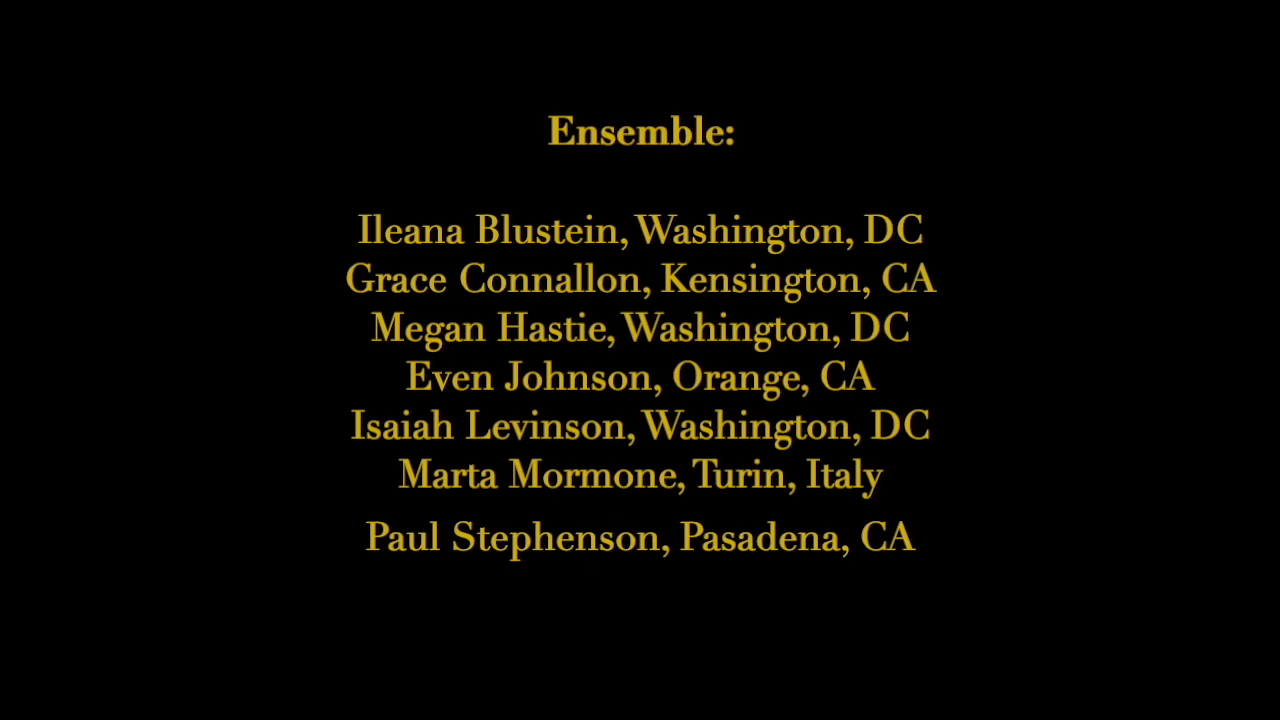 Ensemble:
Ileana Blustein, Washington, DC
Grace Connallon, Kensington, CA
Megan Hastie, Washington, DC
Even Johnson, Orange, CA
Isaiah Levinson, Washington, DC
Marta Mormone, Turin, Italy
Paul Stephenson, Pasadena, CA